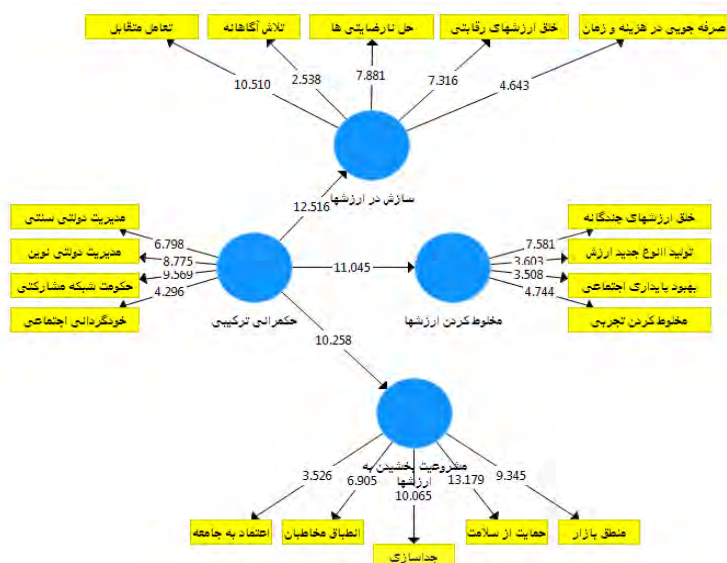 صرفه جویی در هزینه و زمان
خلق ارزشهای رقابتی
حل نارضایتی ها
تلاش آگاهانه
تعامل متقابل
10.510
2.538
7.881
7.316
4.643
سازش در ارزشها
12.516
مدیریت دولتی سنتی
مدیریت دولتی نوین
حکومت شبکه مشارکتی
خودگردانی اجتماعی
6.798
8.775
9.569
4.296
حکمرانی ترکیبی
11.045
مخلوط کردن ارزشها
7.581
3.603
3.508
4.744
خلق ارزشهای چندگانه
تولید انوع جدید ارزش
بهبود پایداری اجتماعی
مخلوط کردن تجربی
10.258
مشروعیت بخشیدن به
ارزشها
3.526
6.905
10.065
13.179
9.345
منطق بازار
حمایت از سلامت
جداسازی
انطباق مخاطبان
اعتماد به جامعه